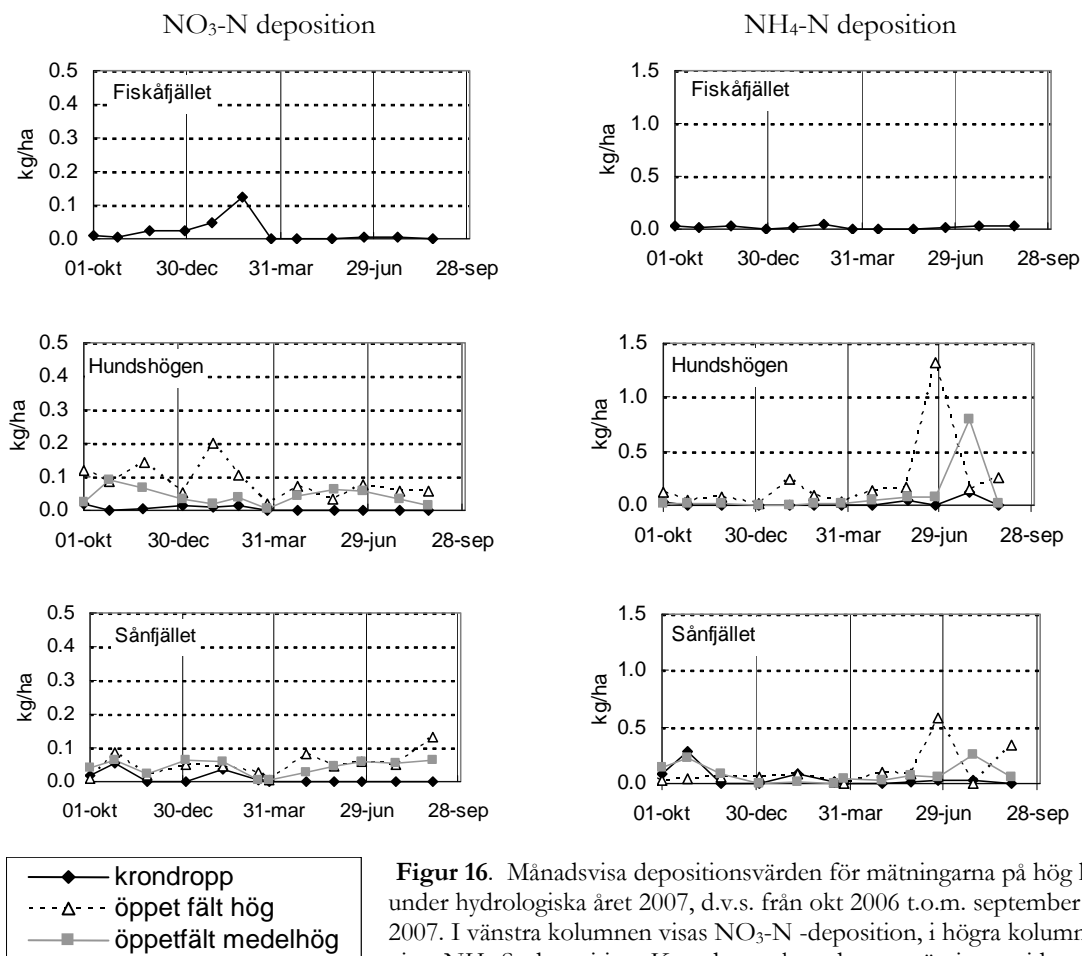 NO₃-N deposition
NH₄-N deposition
0.5
0.4
0.3
0.2
0.1
0.0
kg/ha
Fiskåfjället
01-okt 30-dec 31-mar 29-jun 28-sep
1.5
1.0
0.5
0.0
kg/ha
Fiskåfjället
01-okt 30-dec 31-mar 29-jun 28-sep
0.5
0.4
0.3
0.2
0.1
0.0
kg/ha
Hundshögen
01-okt 30-dec 31-mar 29-jun 28-sep
1.5
1.0
0.5
0.0
kg/ha
Hundshögen
01-okt 30-dec 31-mar 29-jun 28-sep
0.5
0.4
0.3
0.2
0.1
0.0
kg/ha
Sånfjället
01-okt 30-dec 31-mar 29-jun 28-sep
1.5
1.0
0.5
0.0
kg/ha
Sånfjället
01-okt 30-dec 31-mar 29-jun 28-sep
krondropp
öppet fält hög
öppetfält medelhög
Figur 16. Månadsvisa depositionsvärden för mätningarna på hög
under hydrologiska året 2007, d.v.s. från okt 2006 t.o.m. september
2007. I vänstra kolumnen visas NO₃-N -deposition, i högra kolumn